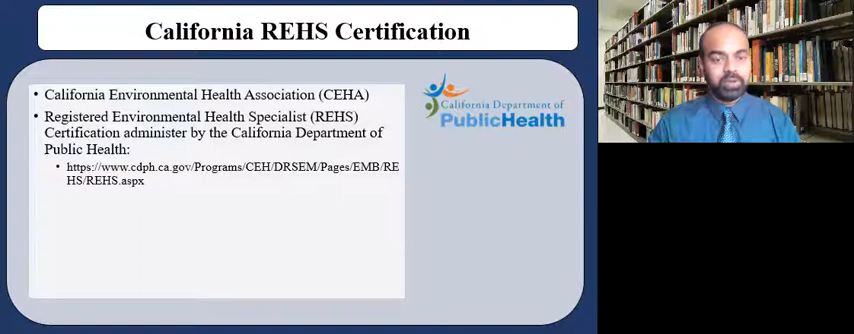 California REHS Certification
• California Environmental Health Association (CEHA)
• Registered Environmental Health Specialist (REHS)
Certification administer by the California Department of
Public Health:
• https://www.cdph.ca.gov/Programs/CEH/DRSEM/Pages/EMB/RE
HS/REHS.aspx
California Department of
PublicHealth